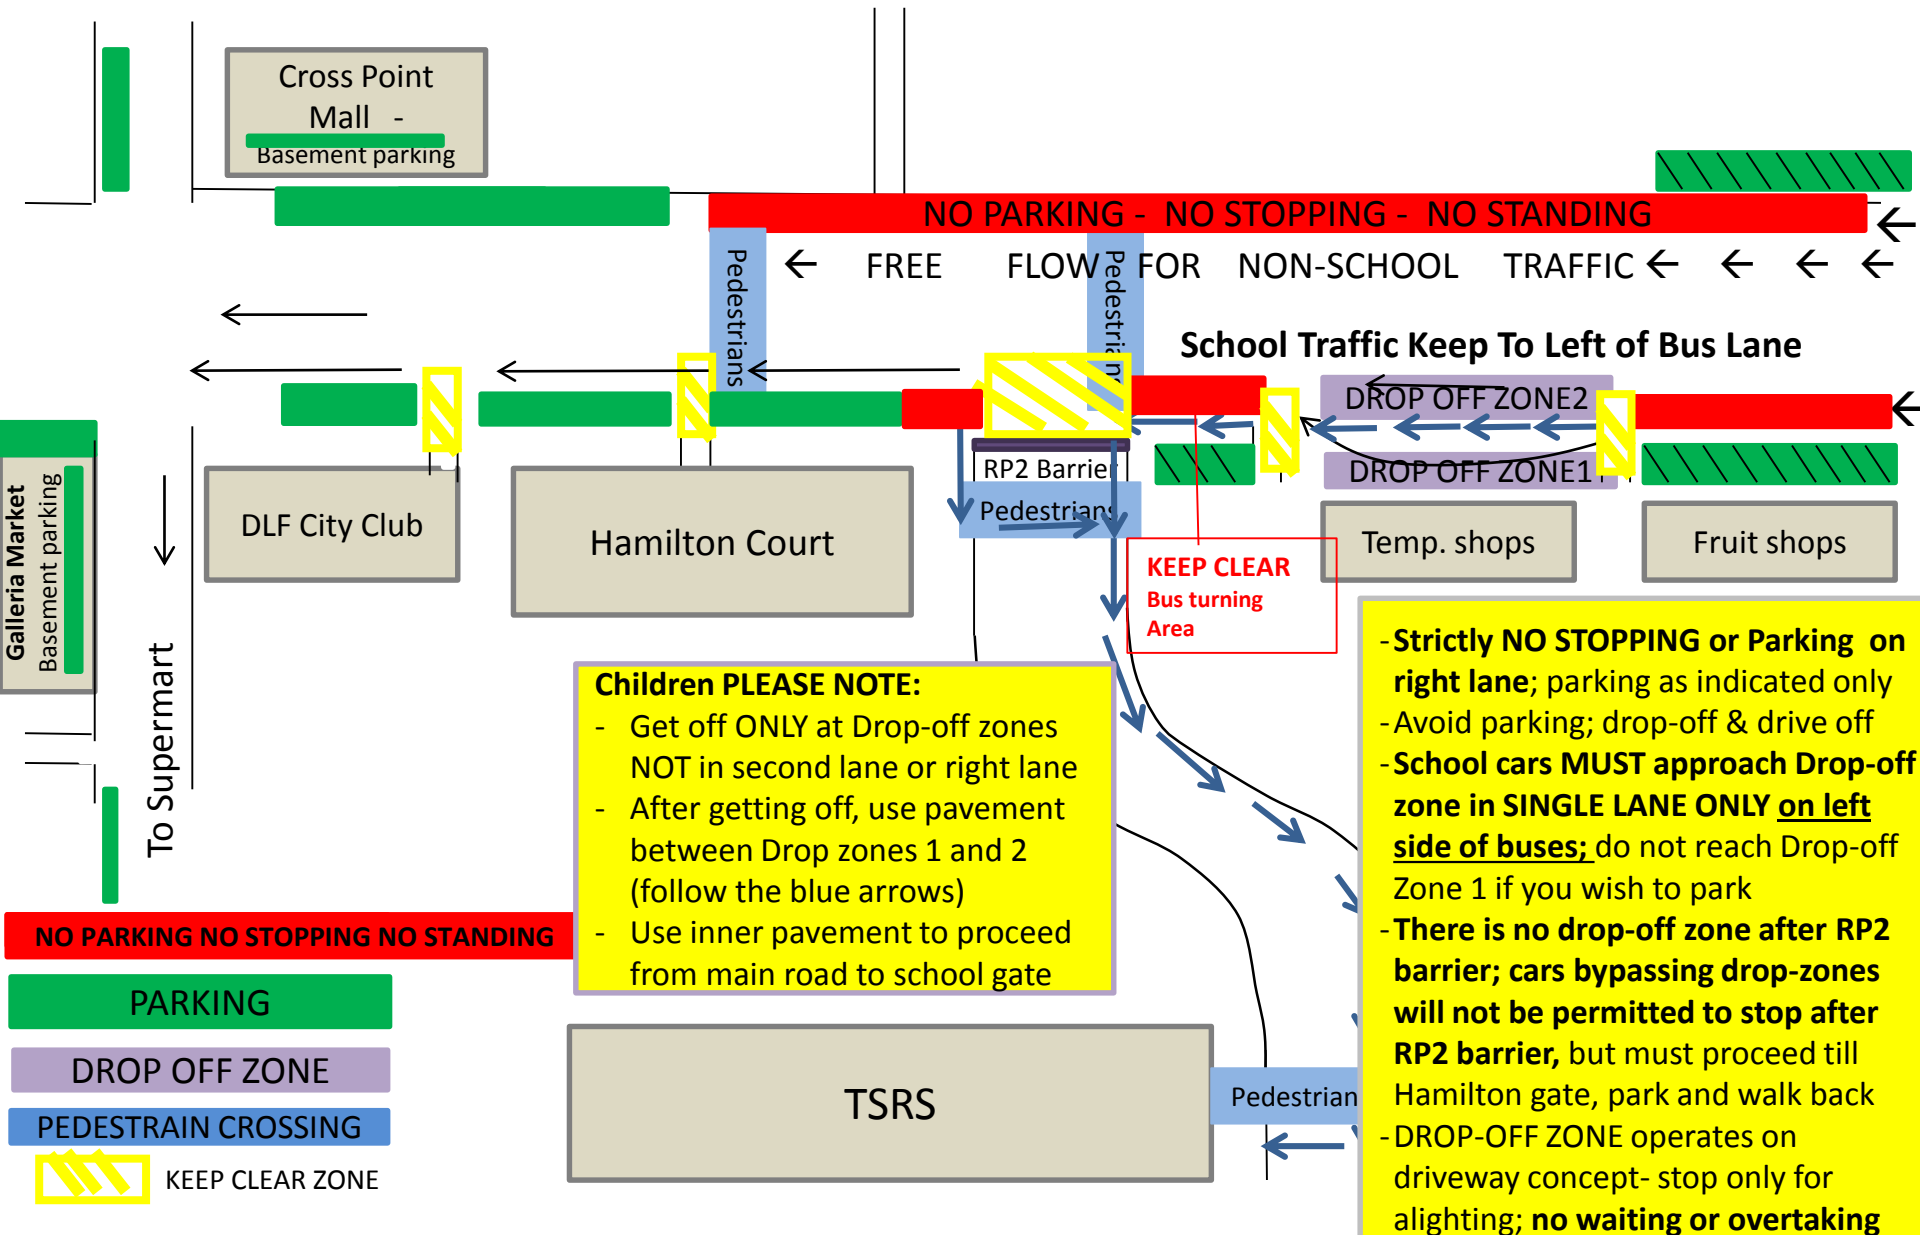 Cross Point
Mall -
Basement parking
NO PARKING - NO STOPPING - NO STANDING
Pedestrians
← FREE FLOW FOR NON-SCHOOL TRAFFIC ← ← ← ←
Pedestrians
School Traffic Keep To Left of Bus Lane
DROP OFF ZONE2
DROP OFF ZONE1
RP2 Barrier
Pedestrians
Galleria Market
Basement parking
DLF City Club
Hamilton Court
Temp. shops
Fruit shops
KEEP CLEAR
Bus turning
Area
To Supermart
Children PLEASE NOTE:
- Get off ONLY at Drop-off zones
NOT in second lane or right lane
- After getting off, use pavement
between Drop zones 1 and 2
(follow the blue arrows)
- Use inner pavement to proceed
from main road to school gate
-Strictly NO STOPPING or Parking on
right lane; parking as indicated only
-Avoid parking; drop-off & drive off
-School cars MUST approach Drop-off
zone in SINGLE LANE ONLY on left
side of buses; do not reach Drop-off
Zone 1 if you wish to park
-There is no drop-off zone after RP2
barrier; cars bypassing drop-zones
will not be permitted to stop after
RP2 barrier, but must proceed till
Hamilton gate, park and walk back
-DROP-OFF ZONE operates on
driveway concept- stop only for
alighting; no waiting or overtaking
NO PARKING NO STOPPING NO STANDING
PARKING
DROP OFF ZONE
PEDESTRAIN CROSSING
KEEP CLEAR ZONE
TSRS
Pedestrian